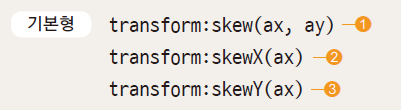 기본형 transform:skew(ax, ay) ①
transform:skewX(ax) ②
transform:skewY(ax) ③